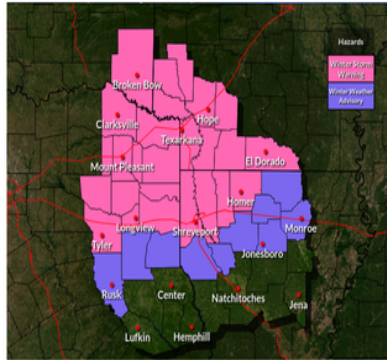 Hazards
Winter Storm
Warning
Winter Weather
Advisory
Broken Bow
Clarksville
Hope
Texarkana
Mount Pleasant
El Dorado
Homer
Longview
Shreveport
Monroe
Tyler
Jonesboro
Rusk
Center
Natchitoches
Jena
Lufkin
Hemphill